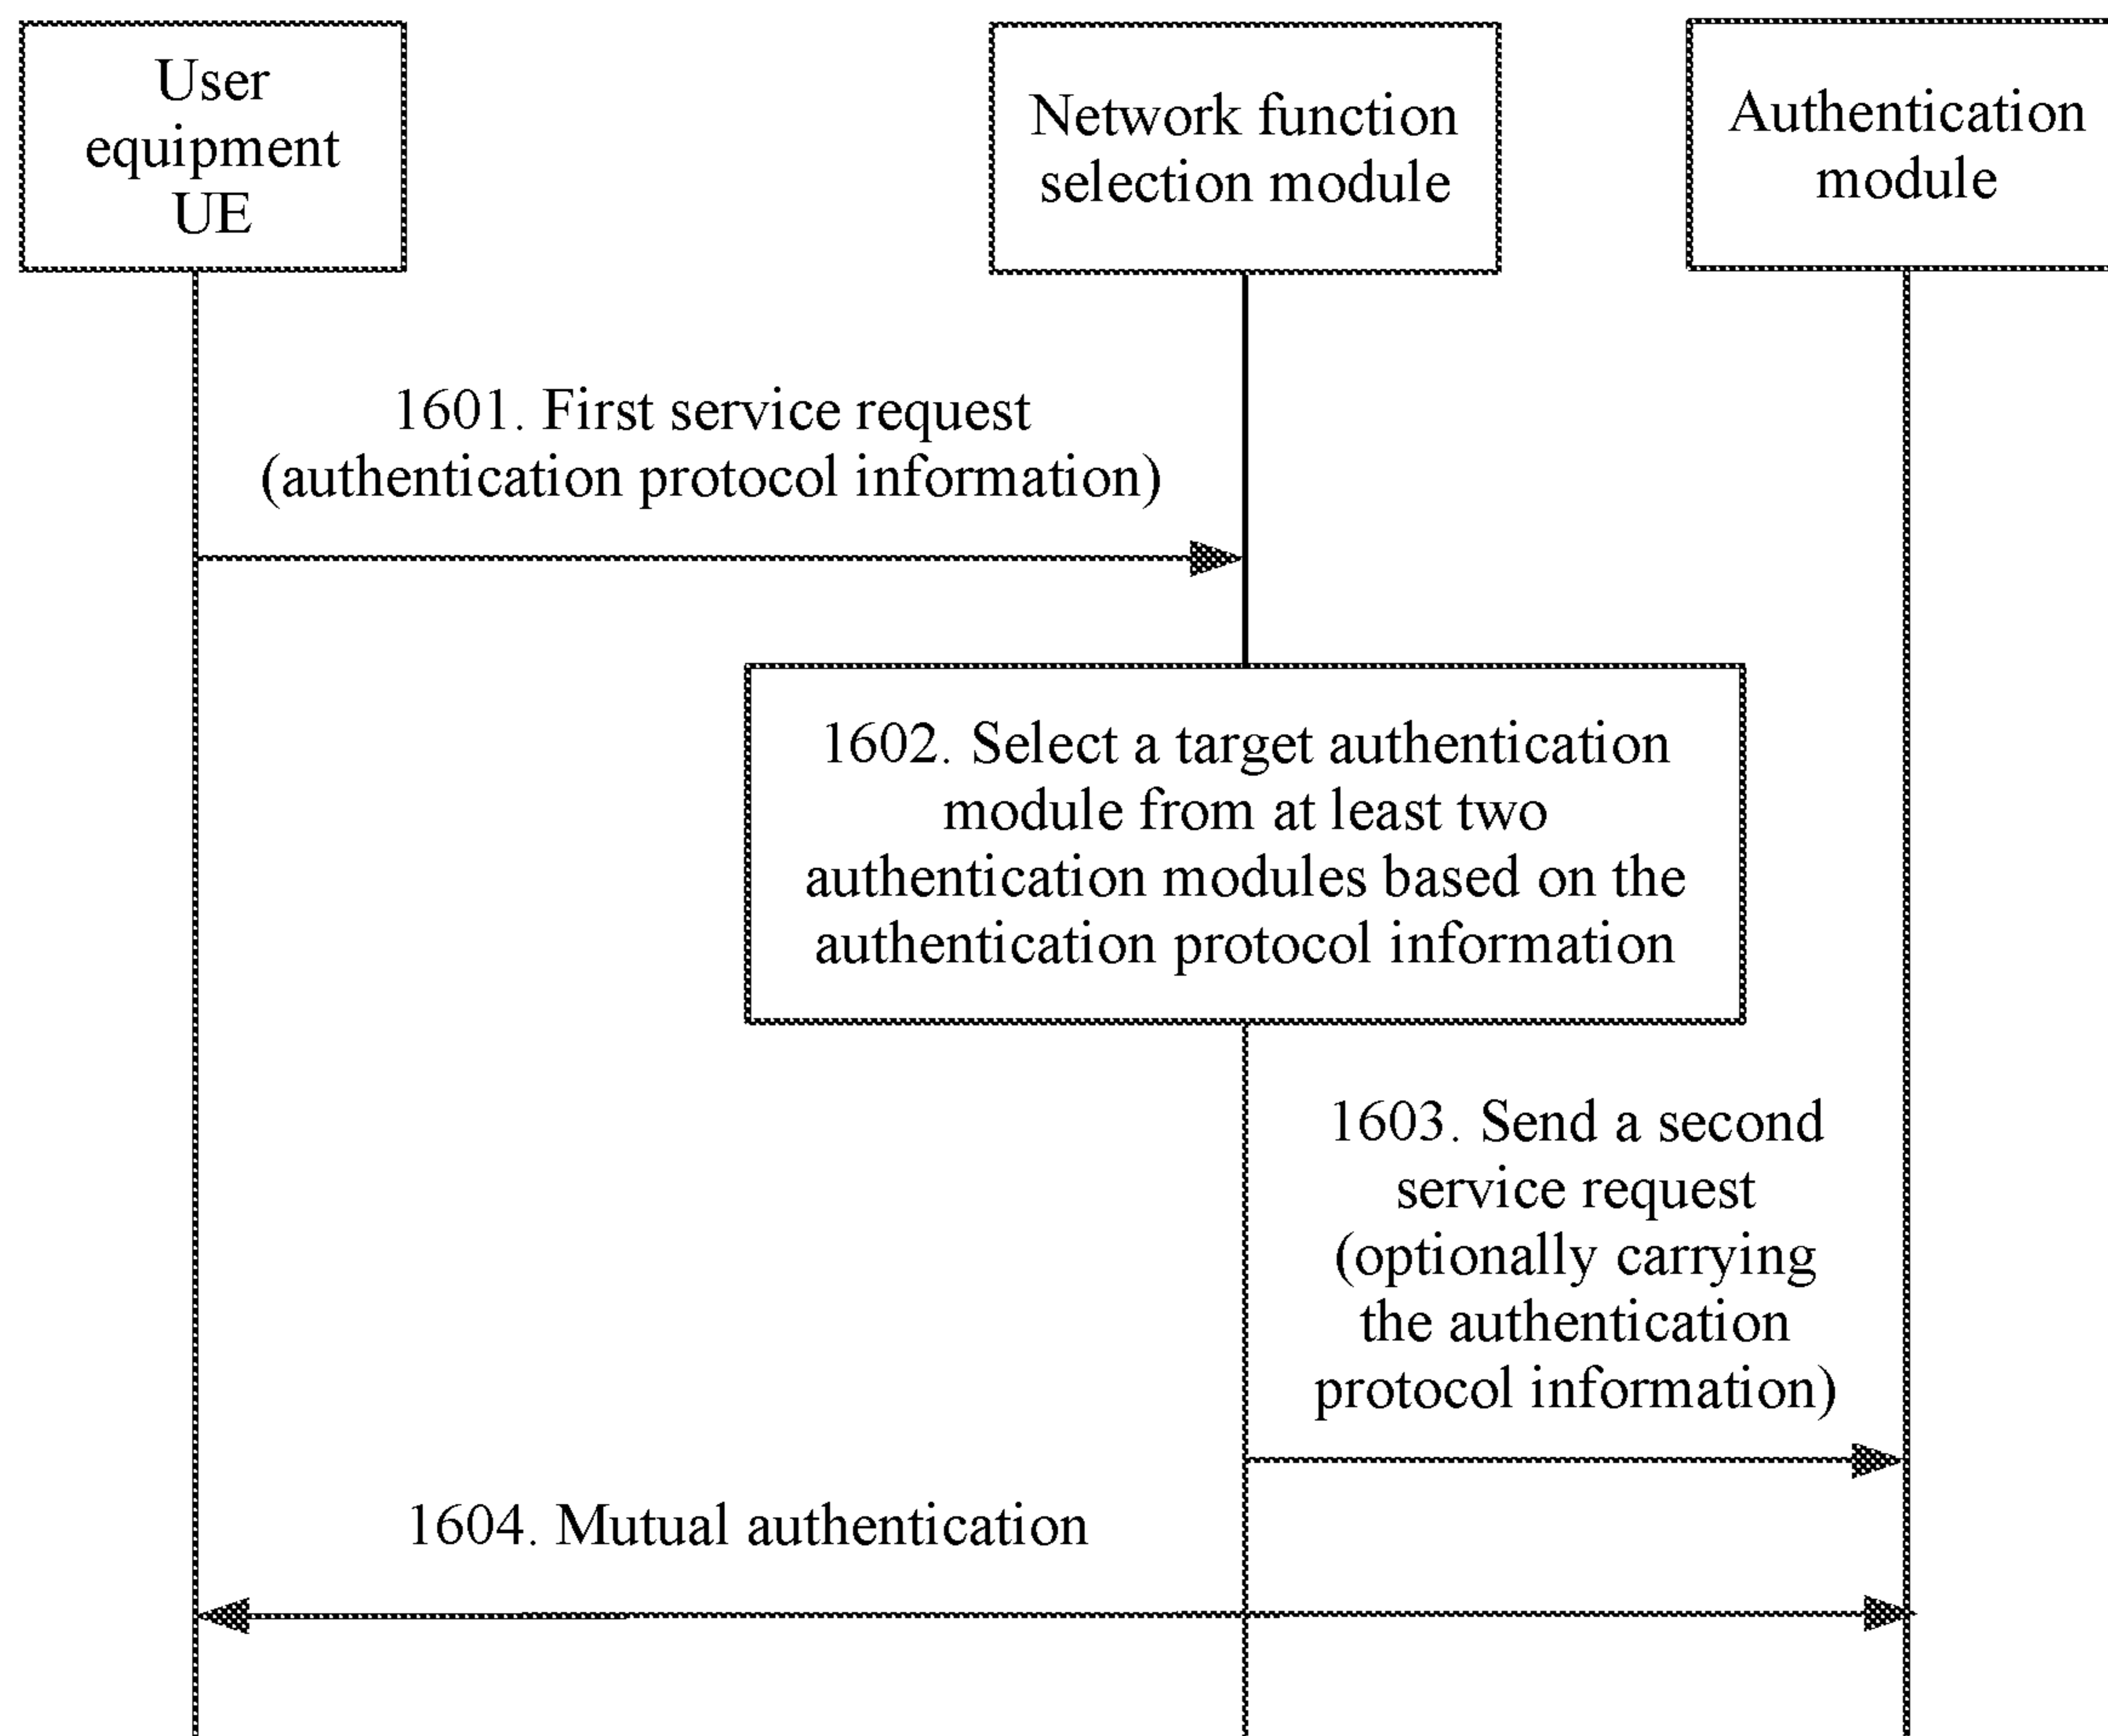 User
equipment
UE
Network function
selection module
Authentication
module
1601. First service request
(authentication protocol information)
1602. Select a target authentication
module from at least two
authentication modules based on the
authentication protocol information
1603. Send a second
service request
(optionally carrying
the authentication
protocol information)
1604. Mutual authentication